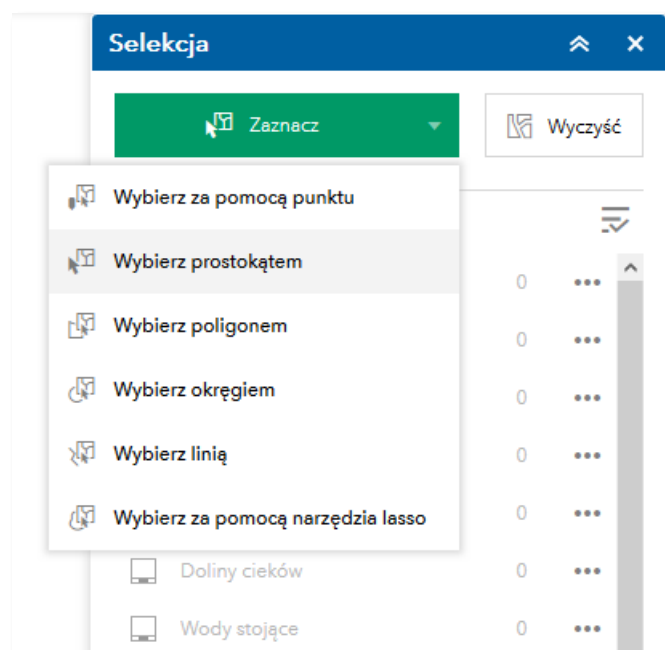 Selekcja
Zaznacz
Wyczyść
Wybierz za pomocą punktu
Wybierz prostokątem
0
Wybierz poligonem
0
Wybierz okręgiem
0
Wybierz linią
0
Wybierz za pomocą narzędzia lasso
0
Doliny cieków 0
Wody stojące 0